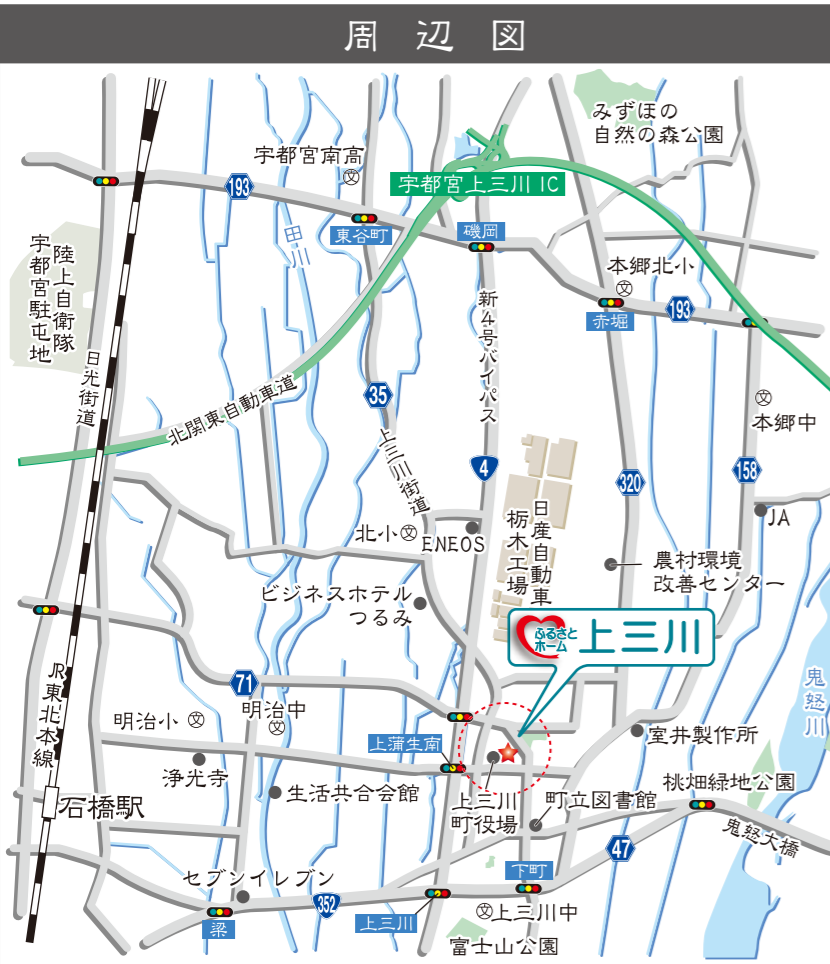 周辺図
みずほの
自然の森公園
宇都宮南高
文
宇都宮上三川 IC
193
田川
東谷町
磯岡
陸上自衛隊
宇都宮駐屯地
本郷北小
文
新4号バイパス
193
赤堀
日光街道
北関東自動車道
35
上三川街道
文
本郷中
4
320
158
日産自動車
栃木工場
JA
北小
文
ENEOS
農村環境
改善センター
ビジネスホテル
つるみ
ふるさと
ホーム
上三川
JR東北本線
71
鬼怒川
明治小
文
明治中
文
上蒲生南
室井製作所
浄光寺
生活共合会館
上三川
町役場
町立図書館
桃畑緑地公園
石橋駅
鬼怒大橋
47
セブンイレブン
下町
352
梁
上三川
文
上三川中
富士山公園